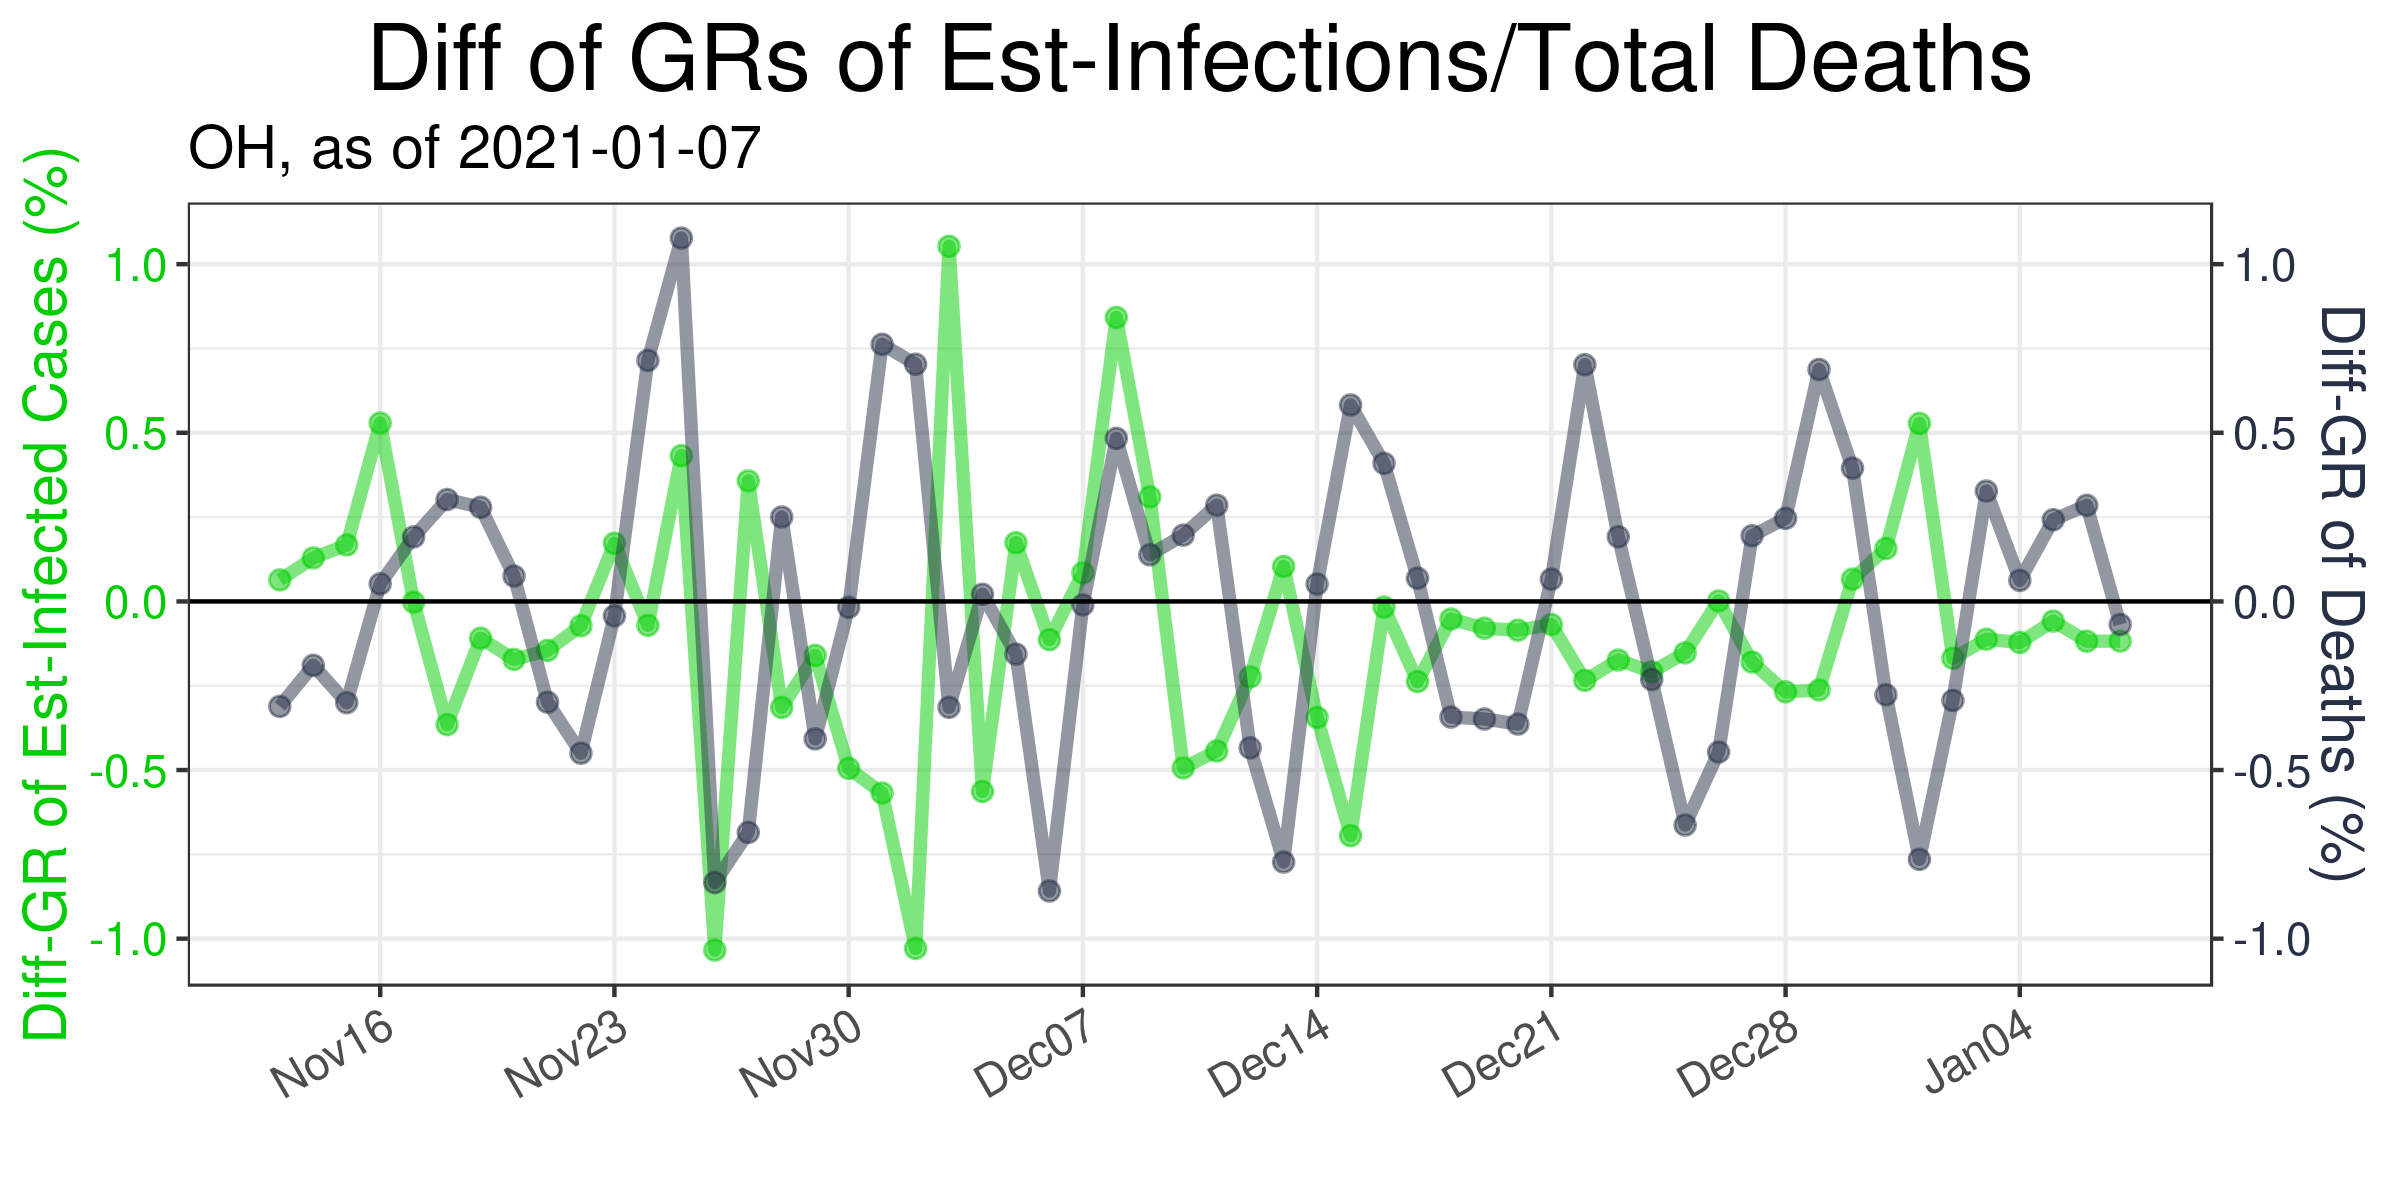 Diff of GRs of Est-Infections/Total Deaths
OH, as of 2021-01-07
Diff-GR of Est-Infected Cases (%)
1.0
0.5
0.0
-0.5
-1.0
1.0
0.5
0.0
-0.5
-1.0
Diff-GR of Deaths (%)
Nov16
Nov23
Nov30
Dec07
Dec14
Dec21
Dec28
Jan04